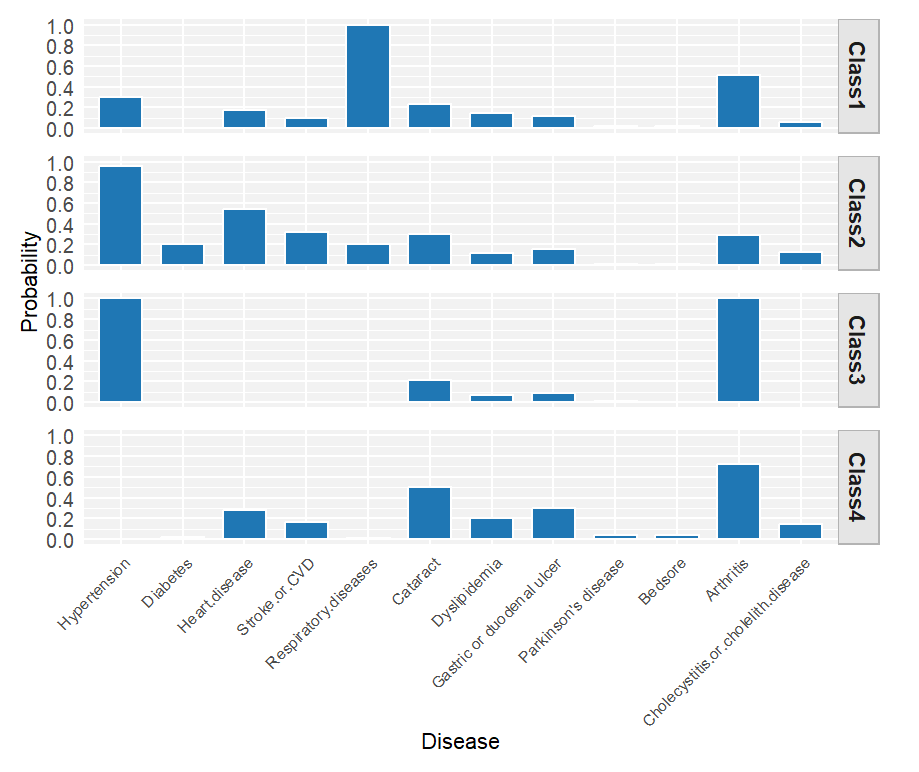 1.0
0.8
0.6
0.4
0.2
0.0
Class1
1.0
0.8
0.6
0.4
0.2
0.0
Class2
1.0
0.8
0.6
0.4
0.2
0.0
Class3
1.0
0.8
0.6
0.4
0.2
0.0
Class4
Probability
Hypertension
Diabetes
Heart.disease
Stroke.or.CVD
Respiratory.diseases
Cataract
Dyslipidemia
Gastric or duodenal ulcer
Parkinson's disease
Bedsore
Arthritis
Cholecystitis.or.cholelith.disease
Disease